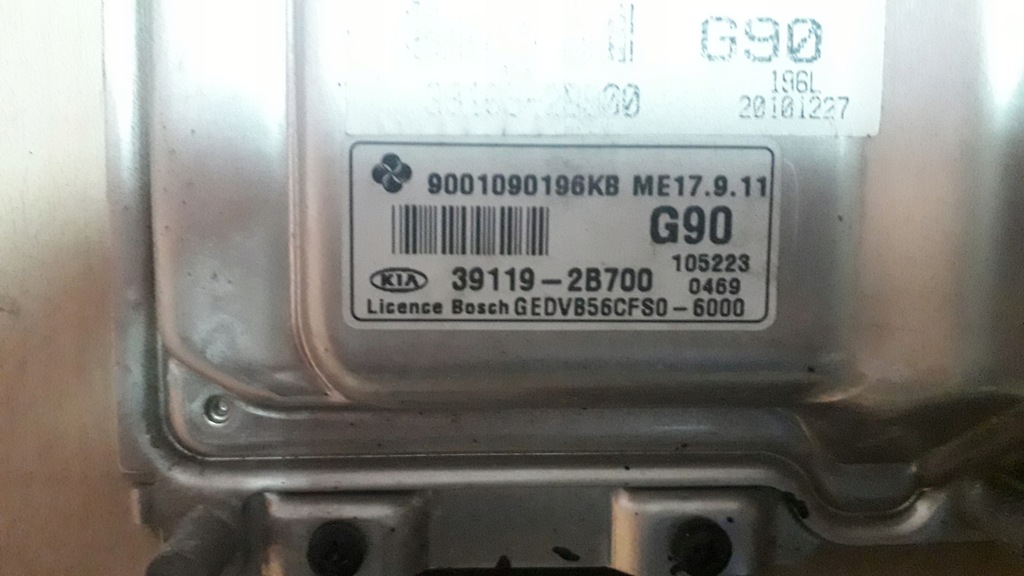 G90
196L
20101227
9001090196KB ME17.9.11
G90
105223
KIA 39119-2B700 0469
Licence Bosch GEDVB56CFS0-6000